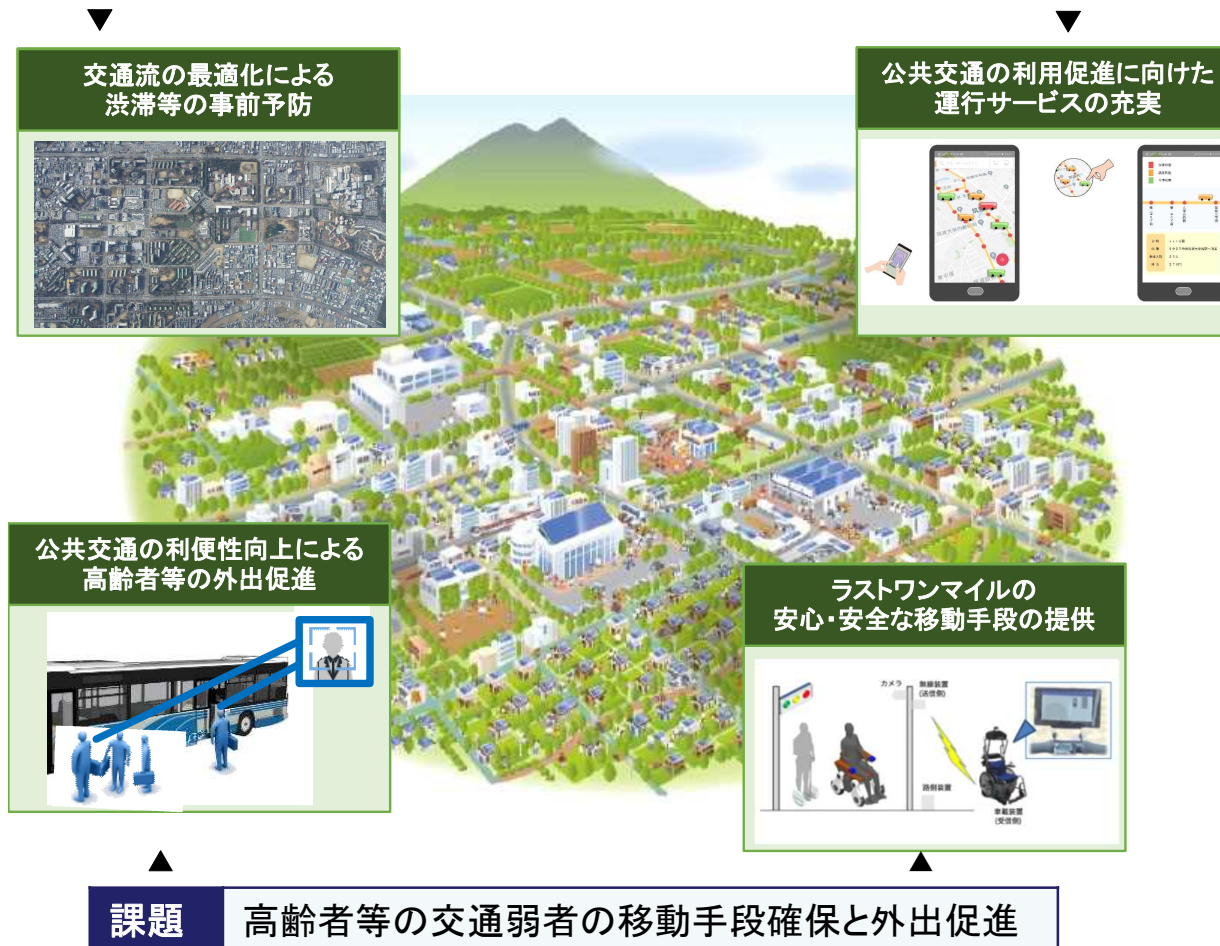 交通流の最適化による
渋滞等の事前予防
公共交通の利用促進に向けた
運行サービスの充実
公共交通の利便性向上による
高齢者等の外出促進
ラストワンマイルの
安心・安全な移動手段の提供
カメラ
無線装置
(送信側)
路側装置
車載装置
(受信側)
課題
高齢者等の交通弱者の移動手段確保と外出促進